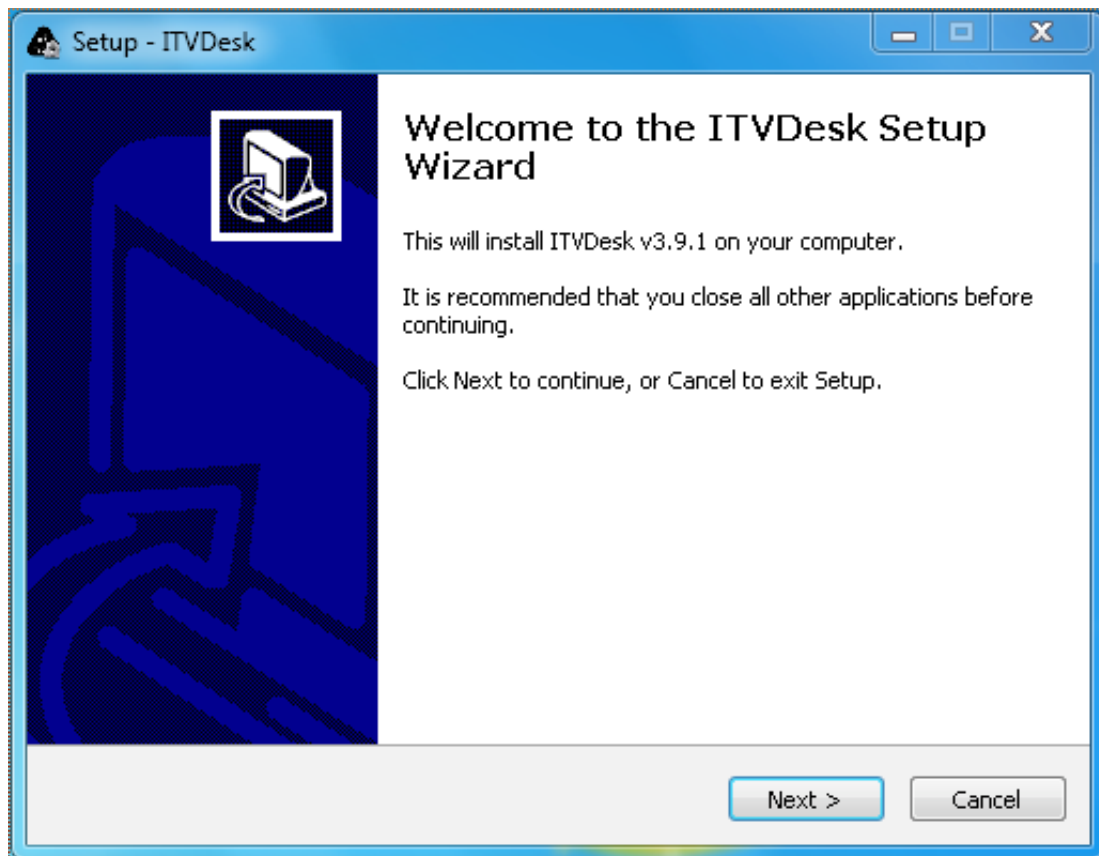 Setup - ITVDesk
Welcome to the ITVDesk Setup
Wizard
This will install ITVDesk v3.9.1 on your computer.
It is recommended that you close all other applications before
continuing.
Click Next to continue, or Cancel to exit Setup.
Next >
Cancel